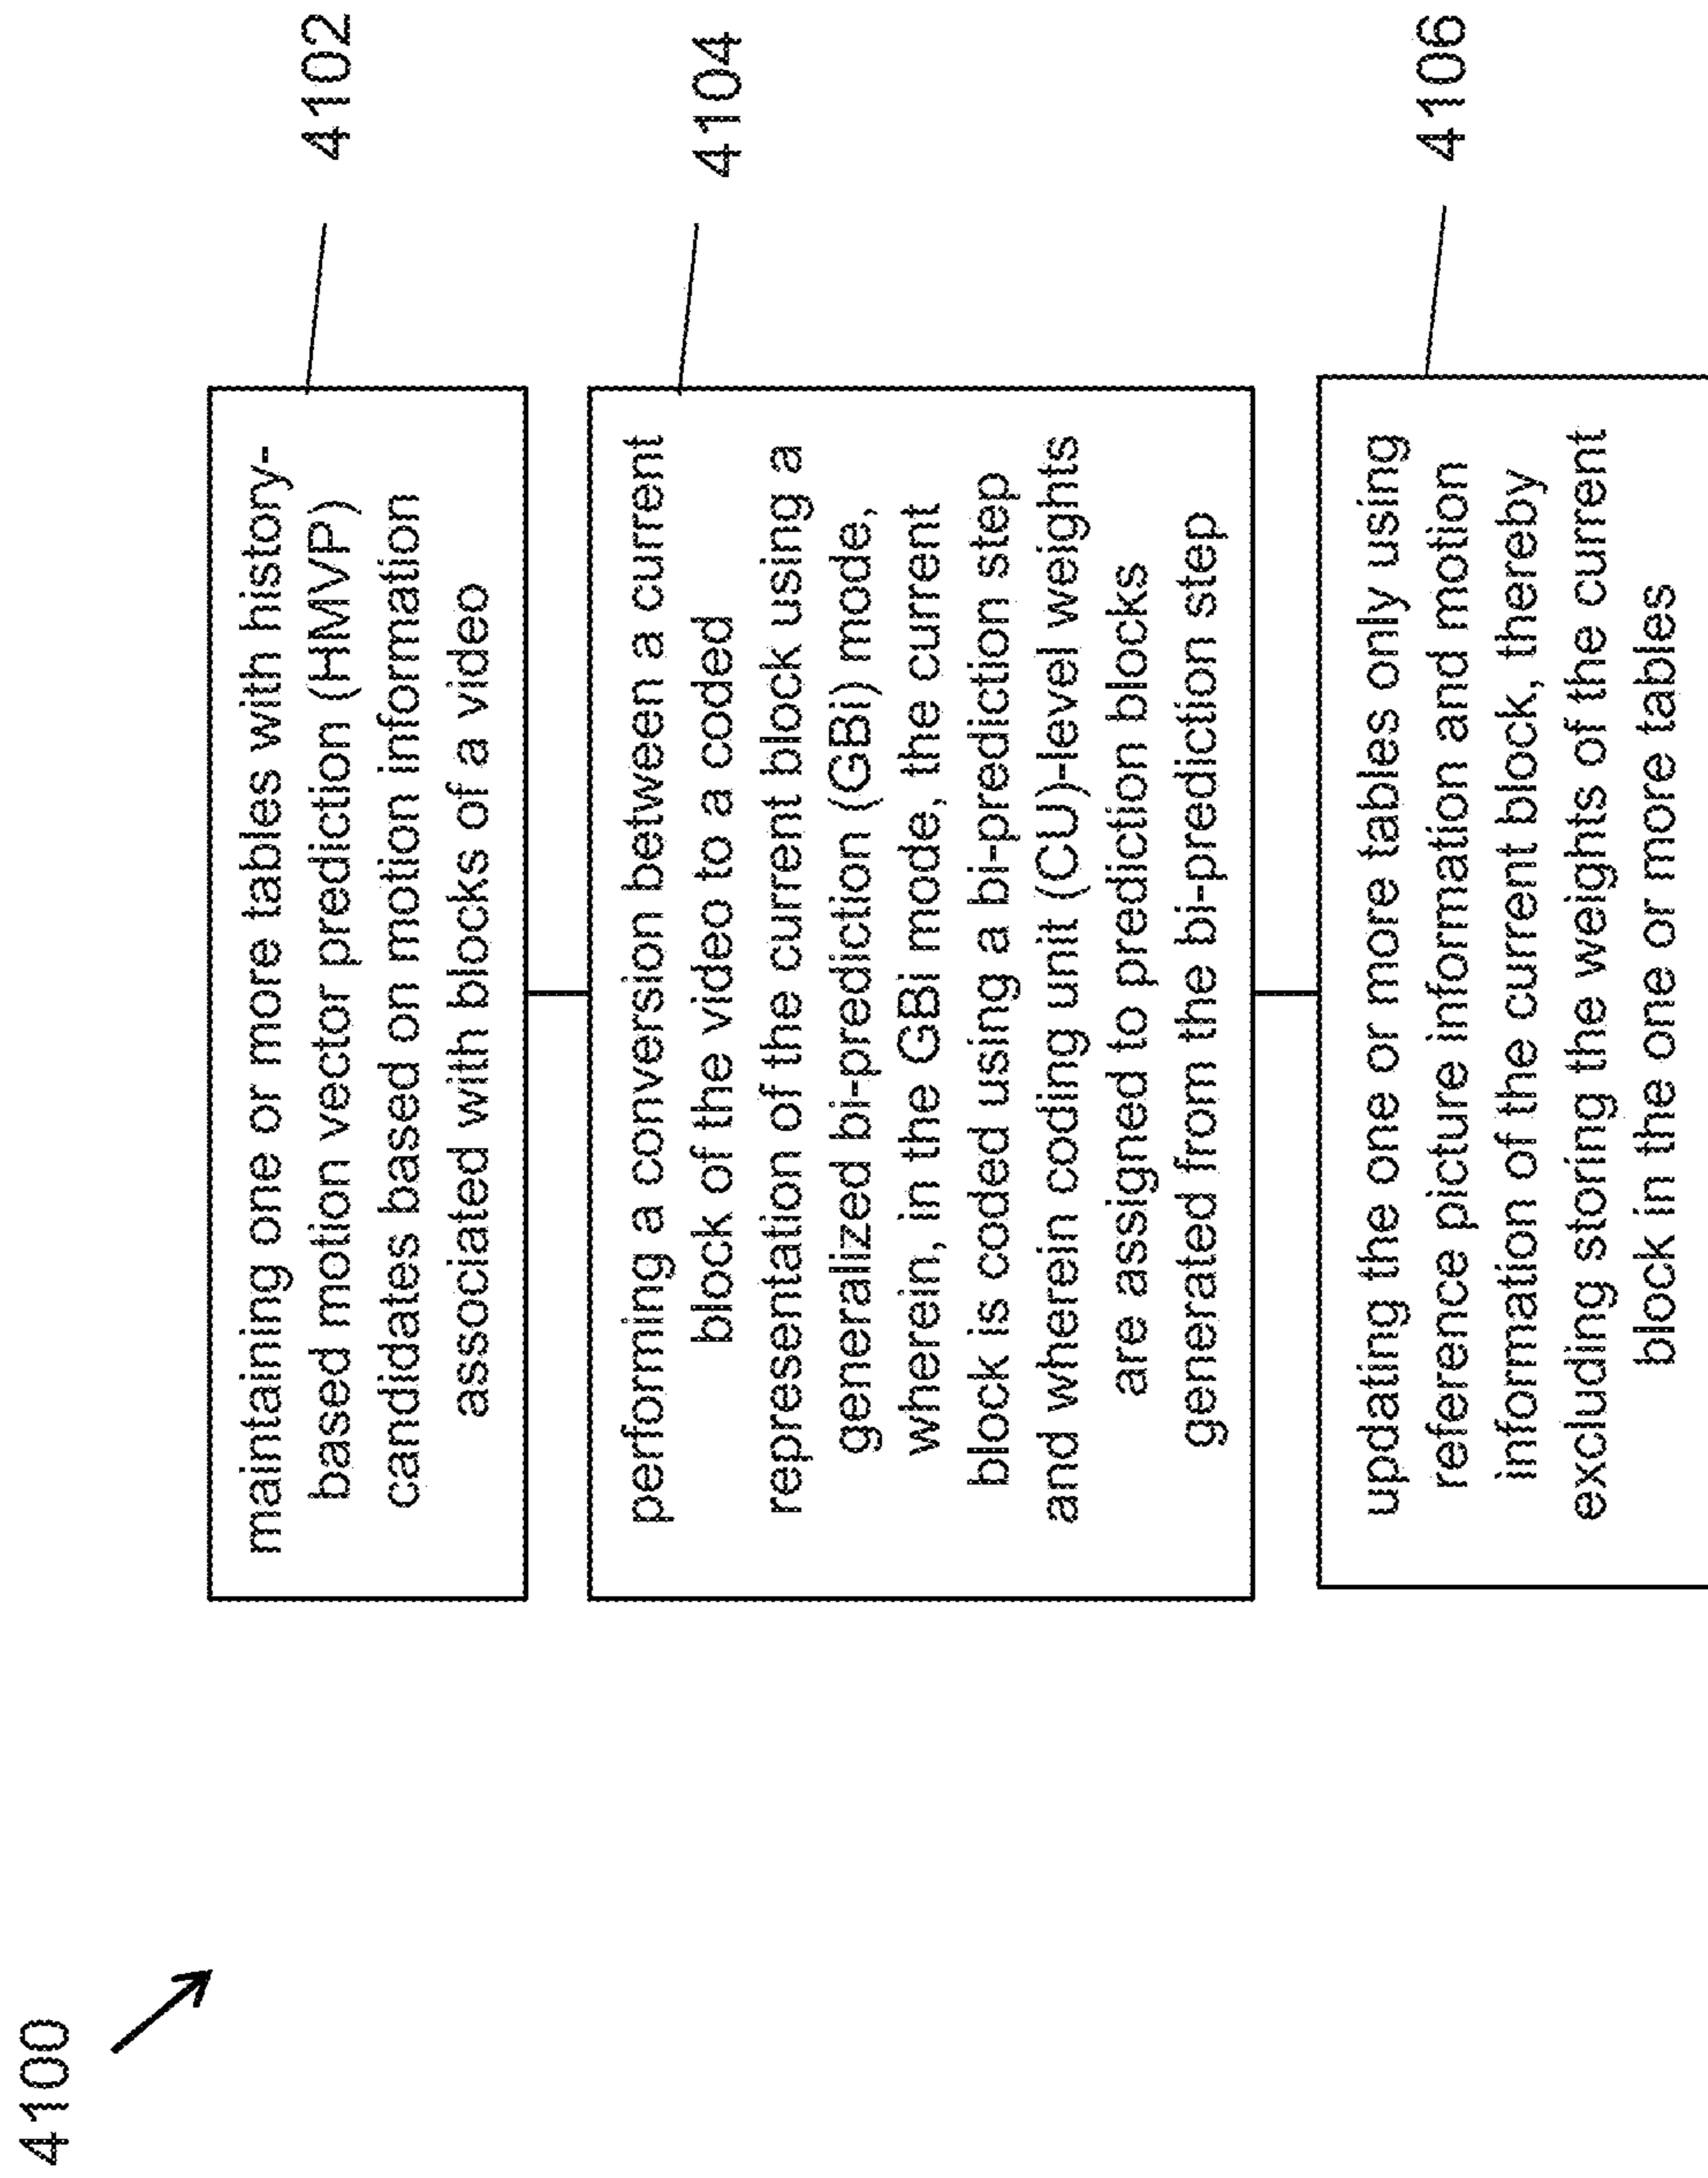 4100
maintaining one or more tables with history-
based motion vector prediction (HMVP)
candidates based on motion information
associated with blocks of a video
4102
performing a conversion between a current
block of the video to a coded
representation of the current block using a
generalized bi-prediction (GBi) mode,
wherein, in the GBi mode, the current
block is coded using a bi-prediction step
and wherein coding unit (CU)-level weights
are assigned to prediction blocks
generated from the bi-prediction step
4104
updating the one or more tables only using
reference picture information and motion
information of the current block, thereby
excluding storing the weights of the current
block in the one or more tables
4106